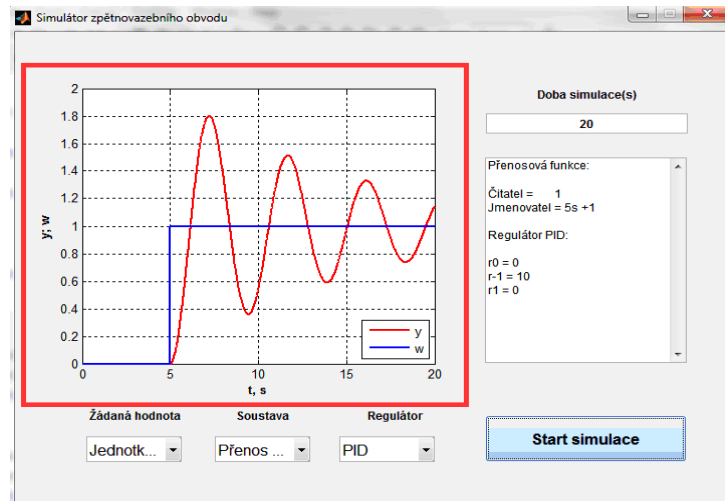 Simulátor zpětnovazebního obvodu
2
1.8
1.6
1.4
1.2
1
0.8
0.6
0.4
0.2
0
y; w
0 5 10 15 20
t, s
y
w
Doba simulace(s)
20
Přenosová funkce:
Čitatel = 1
Jmenovatel = 5s +1
Regulátor PID:
r0 = 0
r-1 = 10
r1 = 0
Žádaná hodnota Soustava Regulátor
Jednotk... Přenos ... PID
Start simulace